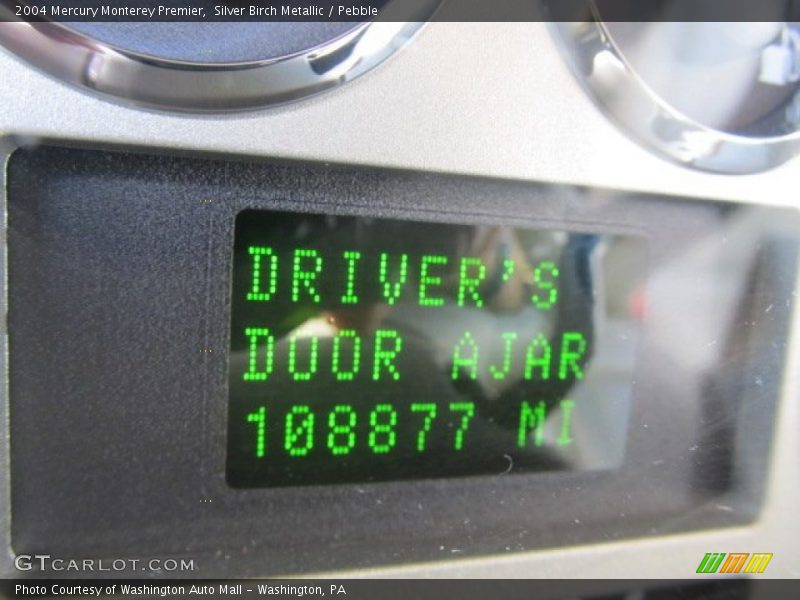 2004 Mercury Monterey Premier,  Silver Birch Metallic / Pebble
DRIVER'S
DOOR AJAR
108877 MI
GTCARLOT.COM
Photo Courtesy of Washington Auto Mall - Washington, PA